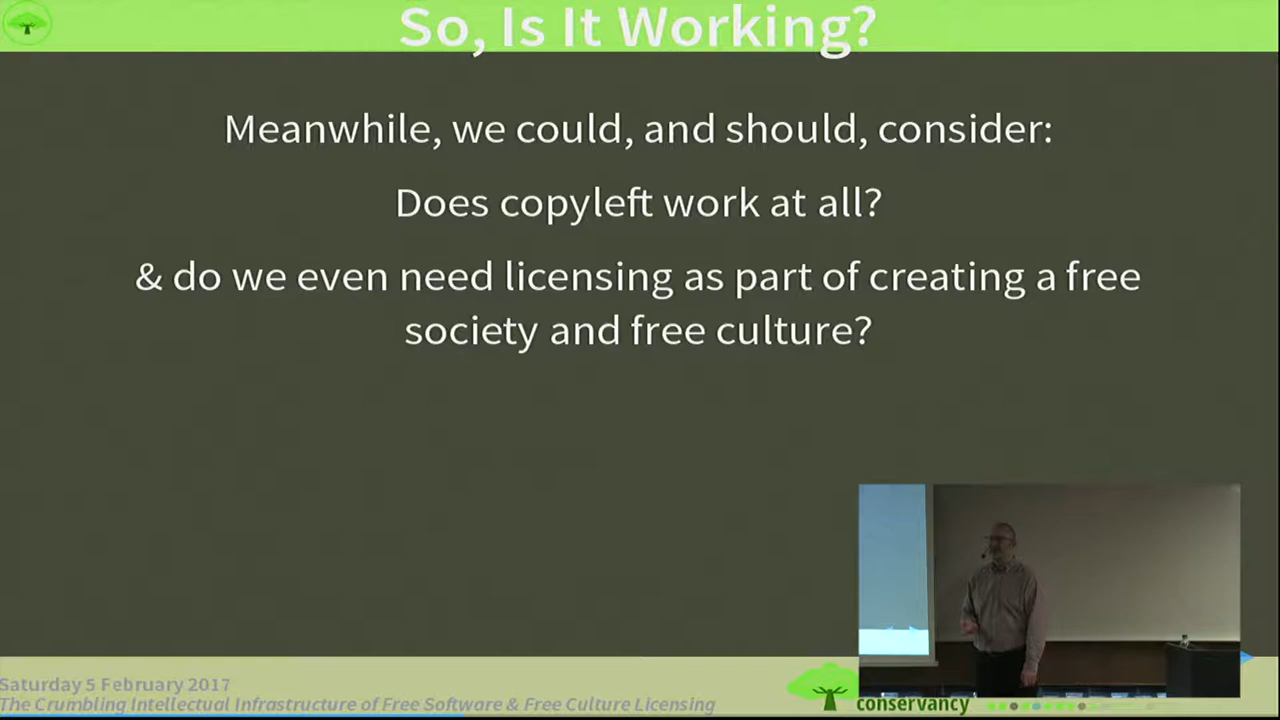 So, Is It Working?
Meanwhile, we could, and should, consider:
Does copyleft work at all?
& do we even need licensing as part of creating a free
society and free culture?
Saturday 5 February 2017
The Crumbling Intellectual Infrastructure of Free Software & Free Culture Licensing
conservancy